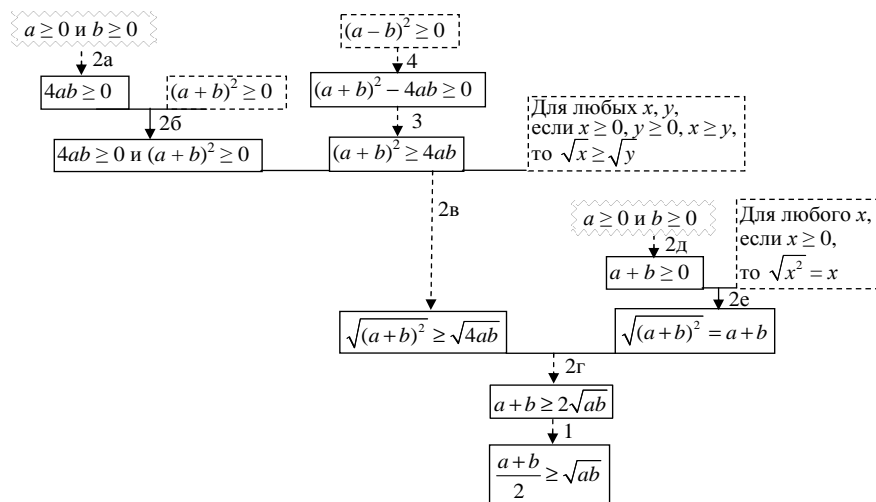 a ≥ 0 и b ≥ 0
(a – b)² ≥ 0
2а
4
4ab ≥ 0
(a + b)² ≥ 0
(a + b)² − 4ab ≥ 0
2б
3
Для любых x, y,
если x ≥ 0, y ≥ 0, x ≥ y,
то √x ≥ √y
4ab ≥ 0 и (a + b)² ≥ 0
(a + b)² ≥ 4ab
2в
a ≥ 0 и b ≥ 0
Для любого x,
если x ≥ 0,
то √x² = x
2д
a + b ≥ 0
2е
√(a + b)² ≥ √4ab
√(a + b)² = a + b
2г
a + b ≥ 2√ab
1
(a + b)/2 ≥ √ab